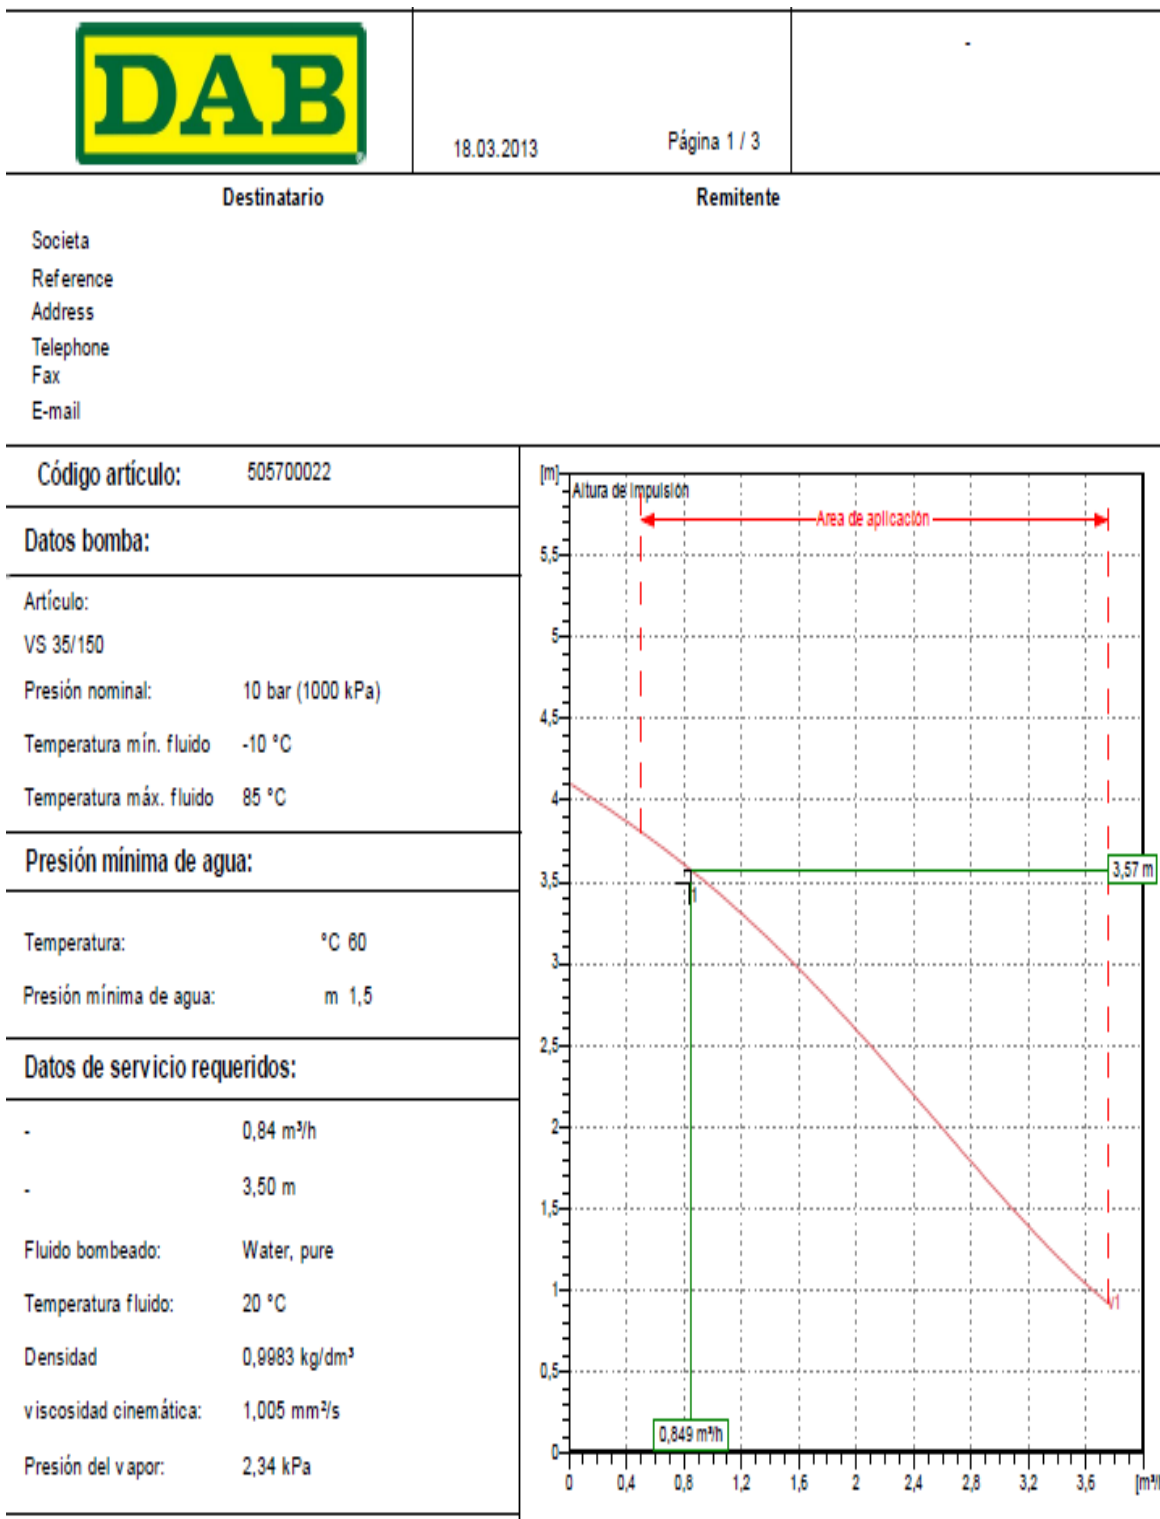 DAB
18.03.2013
Página 1 / 3
-
Destinatario
Remitente
Societa
Reference
Address
Telephone
Fax
E-mail
Código artículo: 505700022
Datos bomba:
Artículo:
VS 35/150
Presión nominal: 10 bar (1000 kPa)
Temperatura mín. fluido -10 °C
Temperatura máx. fluido 85 °C
Presión mínima de agua:
Temperatura: °C 60
Presión mínima de agua: m 1,5
Datos de servicio requeridos:
- 0,84 m³/h
- 3,50 m
Fluido bombeado: Water, pure
Temperatura fluido: 20 °C
Densidad 0,9983 kg/dm³
viscosidad cinemática: 1,005 mm²/s
Presión del vapor: 2,34 kPa
[m]
Altura de impulsión
Area de aplicación
5,5
5
4,5
4
3,5
3
2,5
2
1,5
1
0,5
0
3,57 m
1
v1
0,849 m³/h
0 0,4 0,8 1,2 1,6 2 2,4 2,8 3,2 3,6 [m³/